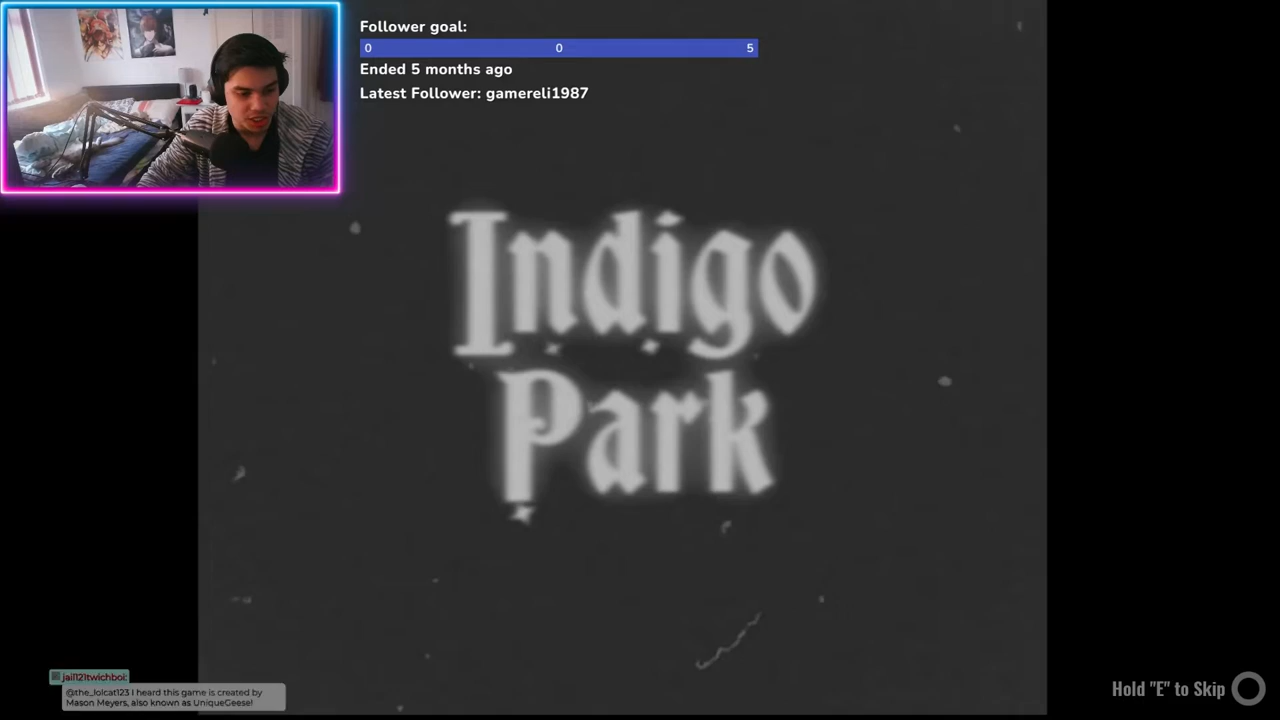 Follower goal:
0 0 5
Ended 5 months ago
Latest Follower: gamereli1987
Indigo
Park
jail121twichboi:
@the_lolcat123 I heard this game is created by
Mason Meyers, also known as UniqueGeese!
Hold "E" to Skip